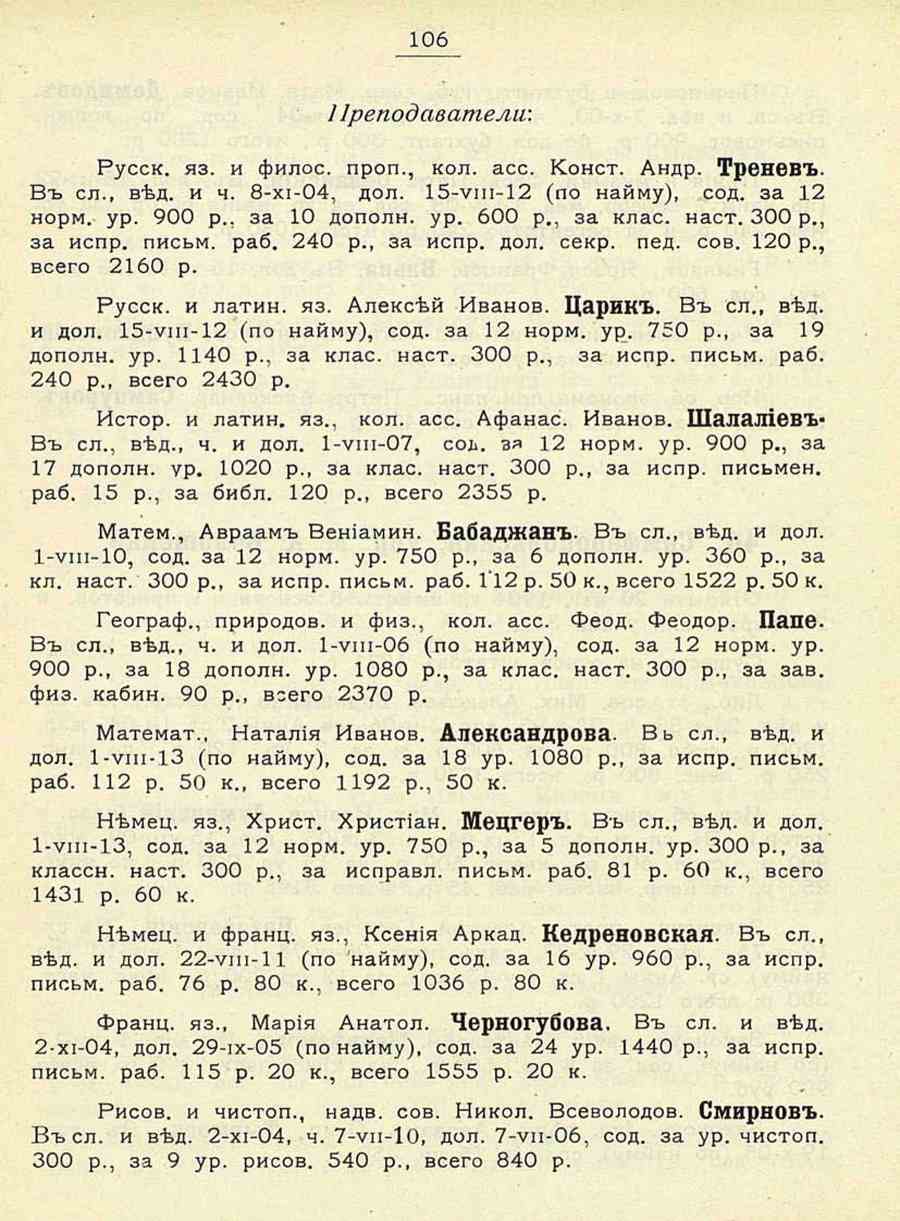 106
Преподаватели:
Русск. яз. и филос. проп., кол. асс. Конст. Андр. Треневъ.
Въ сл., вѣд. и ч. 8-xi-04, дол. 15-viii-12 (по найму), сод. за 12
норм. ур. 900 р., за 10 дополн. ур. 600 р., за клас. наст. 300 р.,
за испр. письм. раб. 240 р., за испр. дол. секр. пед. сов. 120 р.,
всего 2160 р.
Русск. и латин. яз. Алексѣй Иванов. Царикъ. Въ сл., вѣд.
и дол. 15-viii-12 (по найму), сод. за 12 норм. ур. 750 р., за 19
дополн. ур. 1140 р., за клас. наст. 300 р., за испр. письм. раб.
240 р., всего 2430 р.
Истор. и латин. яз., кол. асс. Афанас. Иванов. Шалаліевъ.
Въ сл., вѣд., ч. и дол. 1-viii-07, сод. за 12 норм. ур. 900 р., за
17 дополн. ур. 1020 р., за клас. наст. 300 р., за испр. письмен.
раб. 15 р., за библ. 120 р., всего 2355 р.
Матем., Авраамъ Веніамин. Бабаджанъ. Въ сл., вѣд. и дол.
1-viii-10, сод. за 12 норм. ур. 750 р., за 6 дополн. ур. 360 р., за
кл. наст. 300 р., за испр. письм. раб. 112 р. 50 к., всего 1522 р. 50 к.
Географ., природов. и физ., кол. асс. Феод. Феодор. Папе.
Въ сл., вѣд., ч. и дол. 1-viii-06 (по найму), сод. за 12 норм. ур.
900 р., за 18 дополн. ур. 1080 р., за клас. наст. 300 р., за зав.
физ. кабин. 90 р., всего 2370 р.
Математ., Наталія Иванов. Александрова. Въ сл., вѣд. и
дол. 1-viii-13 (по найму), сод. за 18 ур. 1080 р., за испр. письм.
раб. 112 р. 50 к., всего 1192 р., 50 к.
Нѣмец. яз., Христ. Христіан. Мецгеръ. Въ сл., вѣд. и дол.
1-viii-13, сод. за 12 норм. ур. 750 р., за 5 дополн. ур. 300 р., за
классн. наст. 300 р., за исправл. письм. раб. 81 р. 60 к., всего
1431 р. 60 к.
Нѣмец. и франц. яз., Ксенія Аркад. Кедреновская. Въ сл.,
вѣд. и дол. 22-viii-11 (по найму), сод. за 16 ур. 960 р., за испр.
письм. раб. 76 р. 80 к., всего 1036 р. 80 к.
Франц. яз., Марія Анатол. Черногубова. Въ сл. и вѣд.
2-xi-04, дол. 29-ix-05 (по найму), сод. за 24 ур. 1440 р., за испр.
письм. раб. 115 р. 20 к., всего 1555 р. 20 к.
Рисов. и чистоп., надв. сов. Никол. Всеволодов. Смирновъ.
Въ сл. и вѣд. 2-xi-04, ч. 7-vii-10, дол. 7-vii-06, сод. за ур. чистоп.
300 р., за 9 ур. рисов. 540 р., всего 840 р.